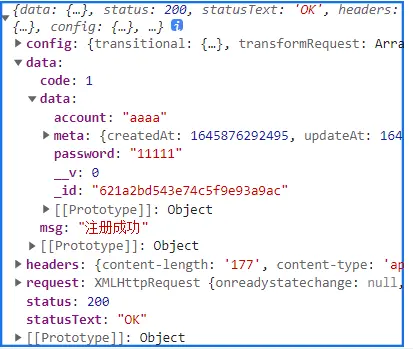 {data: {…}, status: 200, statusText: 'OK', headers:
{…}, config: {…}, …} i
config: {transitional: {…}, transformRequest: Arra
data:
code: 1
data:
account: "aaaa"
meta: {createdAt: 1645876292495, updateAt: 164
password: "11111"
__v: 0
_id: "621a2bd543e74c5f9e93a9ac"
[[Prototype]]: Object
msg: "注册成功"
[[Prototype]]: Object
headers: {content-length: '177', content-type: 'ap
request: XMLHttpRequest {onreadystatechange: null,
status: 200
statusText: "OK"
[[Prototype]]: Object